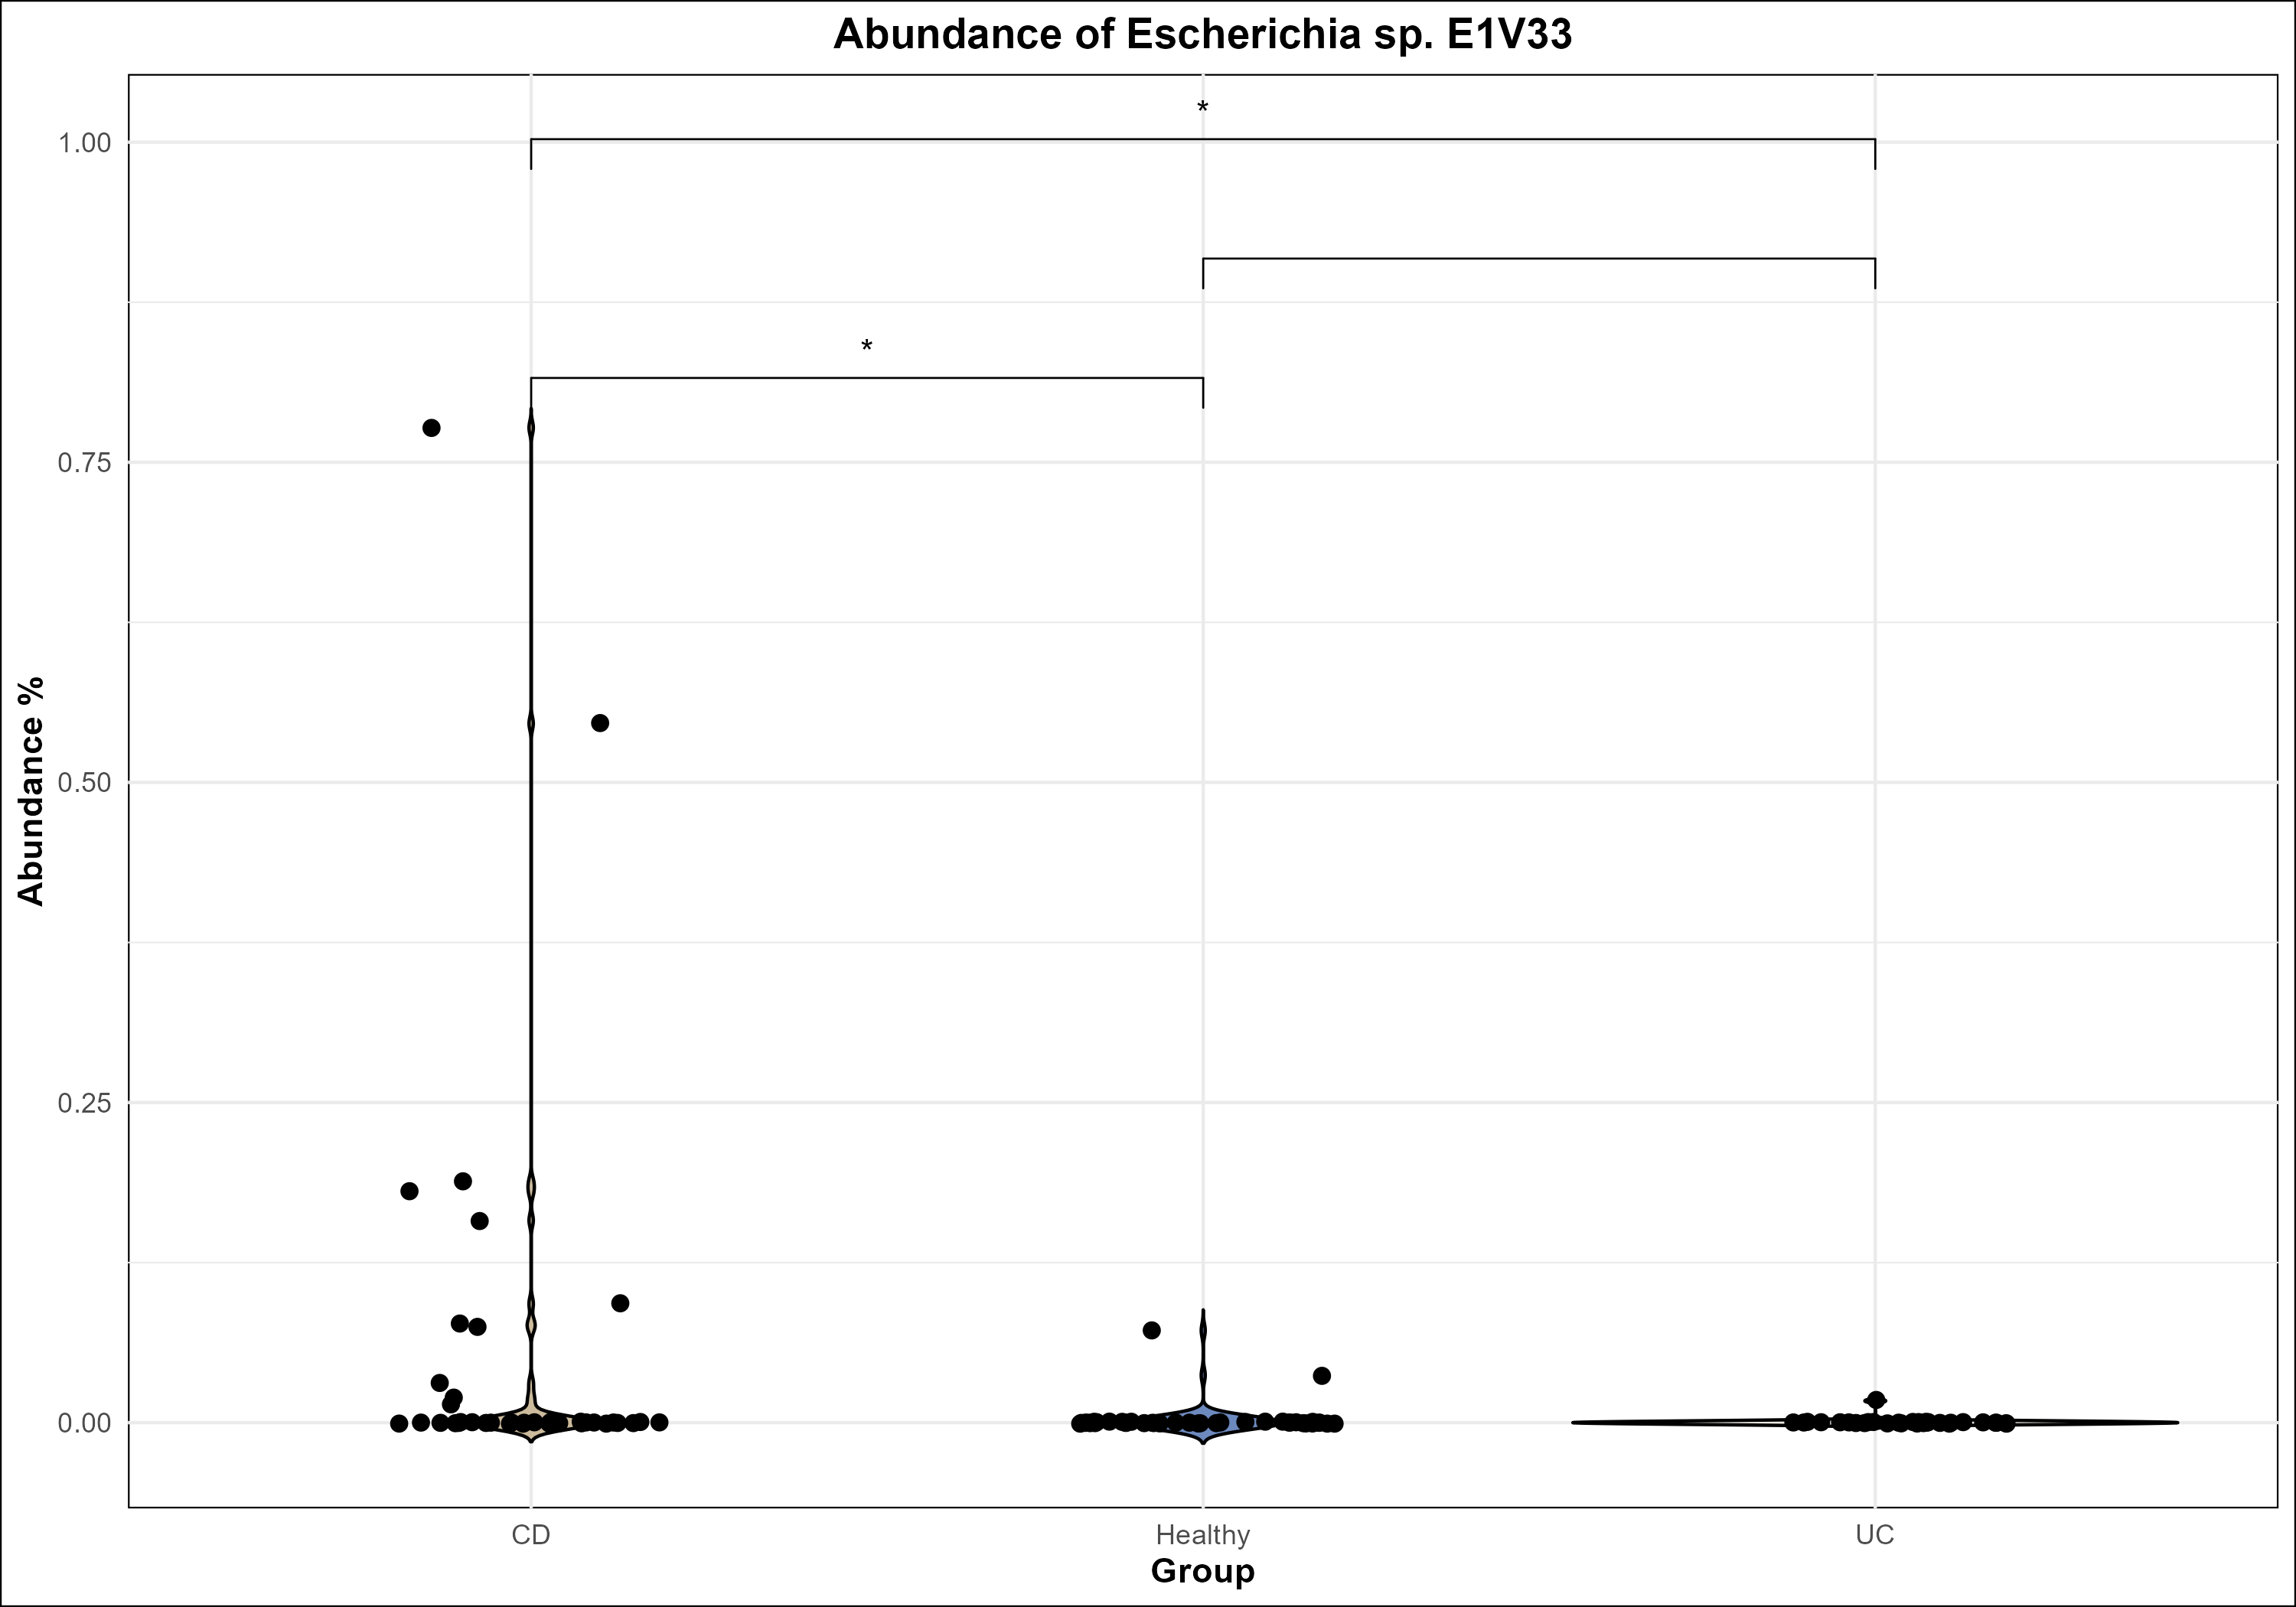 Abundance of Escherichia sp. E1V33
*
1.00
*
0.75
0.50
0.25
0.00
Abundance %
CD Healthy UC
Group